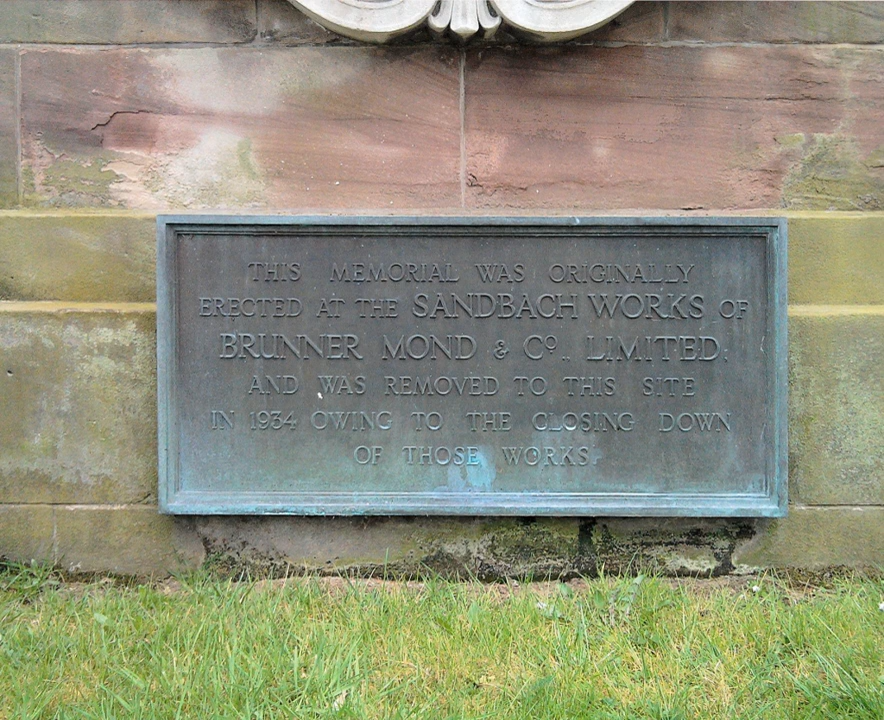 THIS MEMORIAL WAS ORIGINALLY
ERECTED AT THE SANDBACH WORKS OF
BRUNNER MOND & Cº., LIMITED,
AND WAS REMOVED TO THIS SITE
IN 1934 OWING TO THE CLOSING DOWN
OF THOSE WORKS